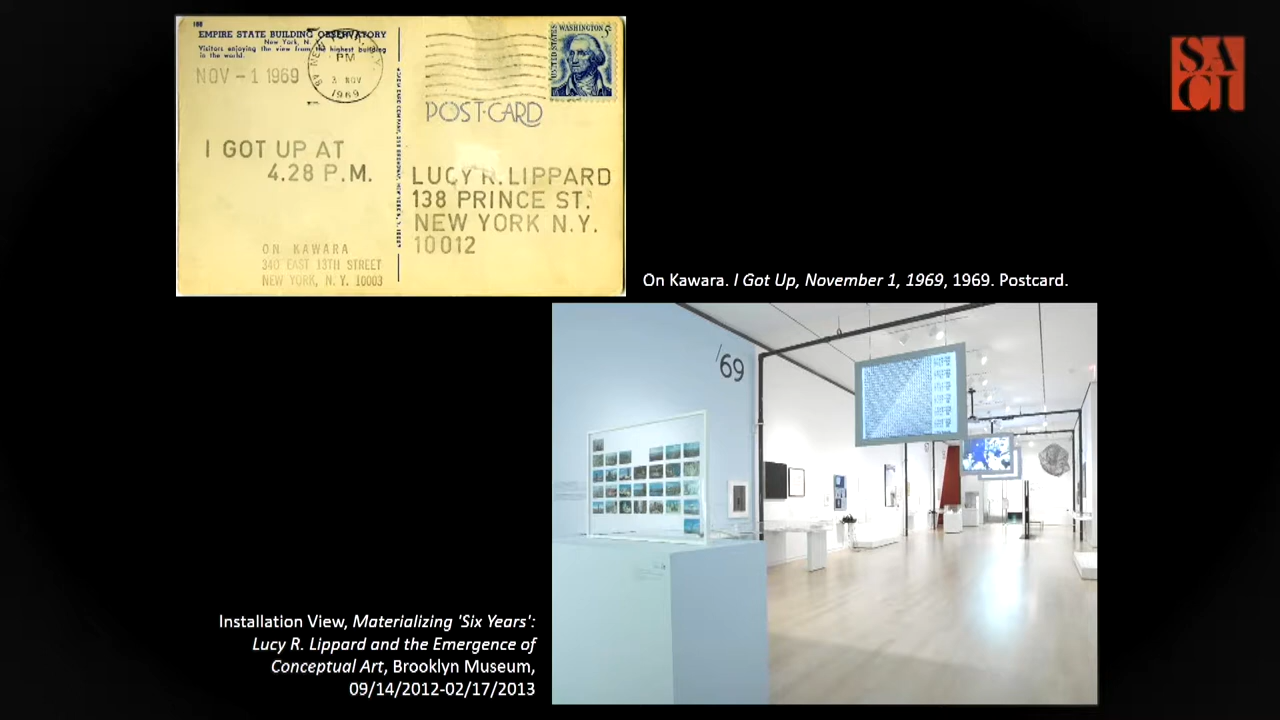 188
EMPIRE STATE BUILDING OBSERVATORY
New York, N.
Visitors enjoying the view from the highest building
in the world.
NOV - 1 1969
PM
3 NOV
1969
UNITED STATES
WASHINGTON 5c
POST-CARD
I GOT UP AT
4.28 P.M.
LUCY R. LIPPARD
138 PRINCE ST.
NEW YORK N.Y.
10012
ON KAWARA
340 EAST 13TH STREET
NEW YORK, N. Y. 10003
SACI
On Kawara. I Got Up, November 1, 1969, 1969. Postcard.
/69
Installation View, Materializing 'Six Years':
Lucy R. Lippard and the Emergence of
Conceptual Art, Brooklyn Museum,
09/14/2012-02/17/2013